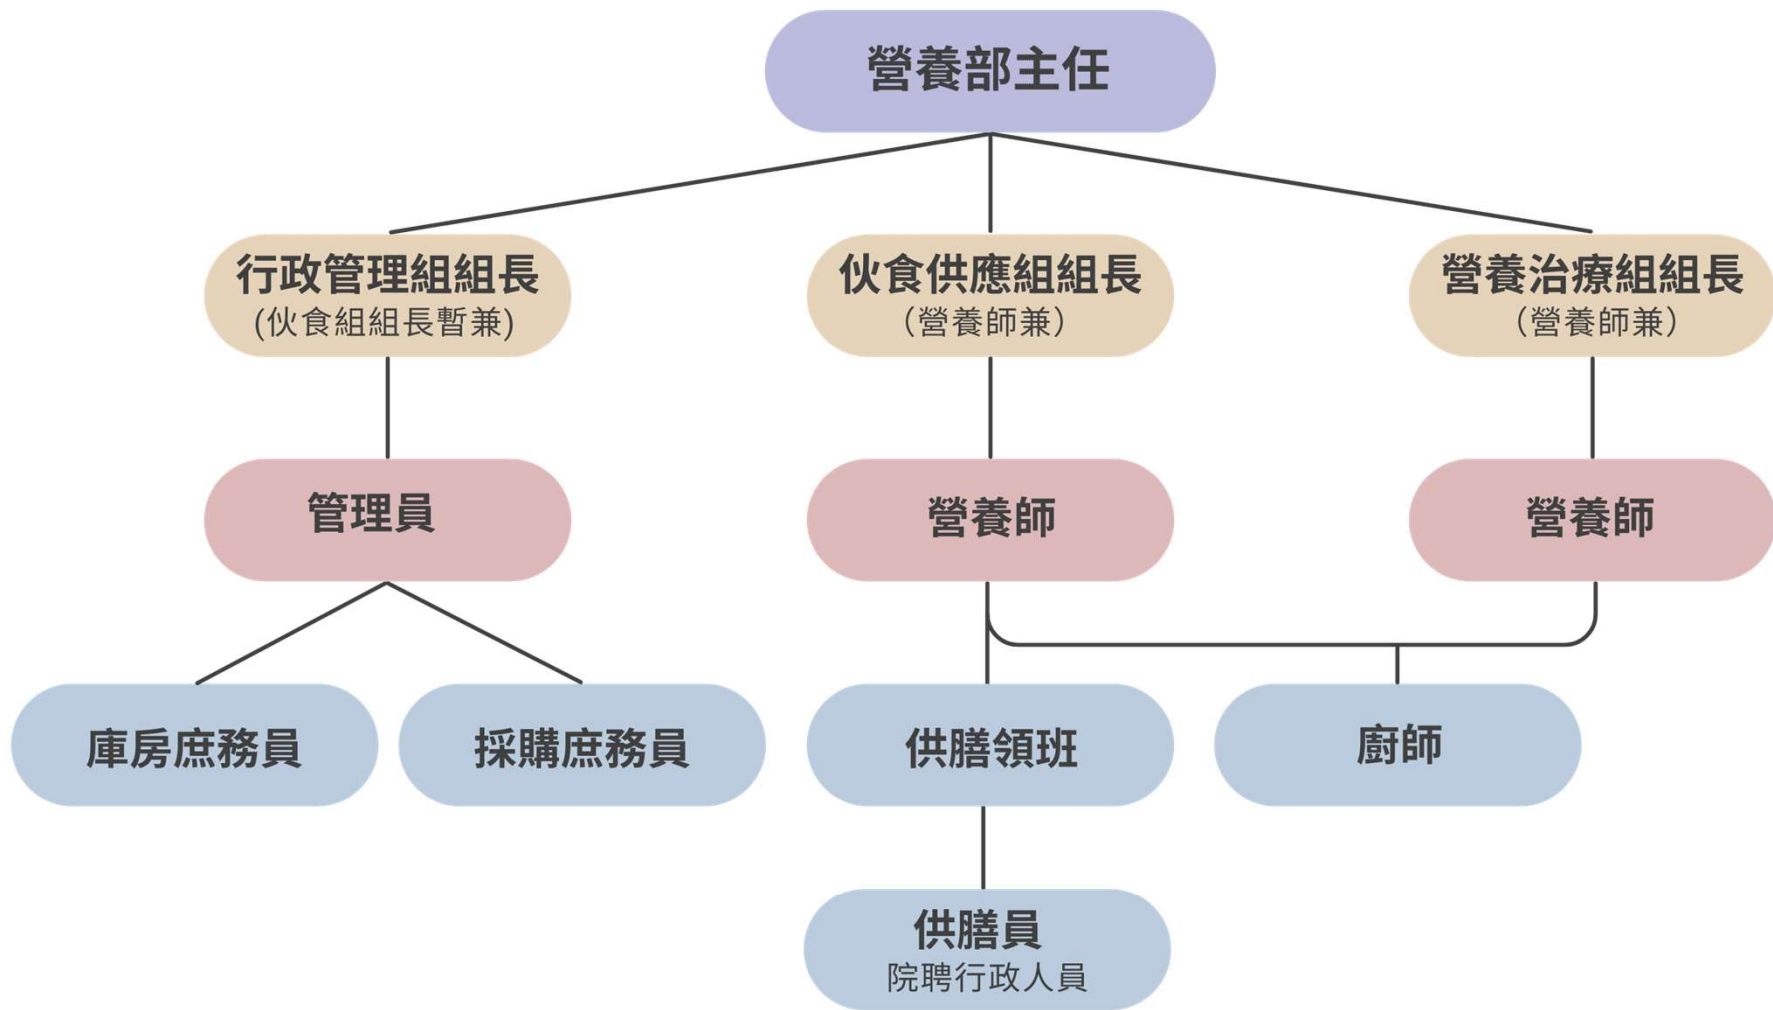 營養部主任
行政管理組組長
(伙食組組長暫兼)
伙食供應組組長
（營養師兼）
營養治療組組長
（營養師兼）
管理員
營養師
營養師
庫房庶務員
採購庶務員
供膳領班
廚師
供膳員
院聘行政人員